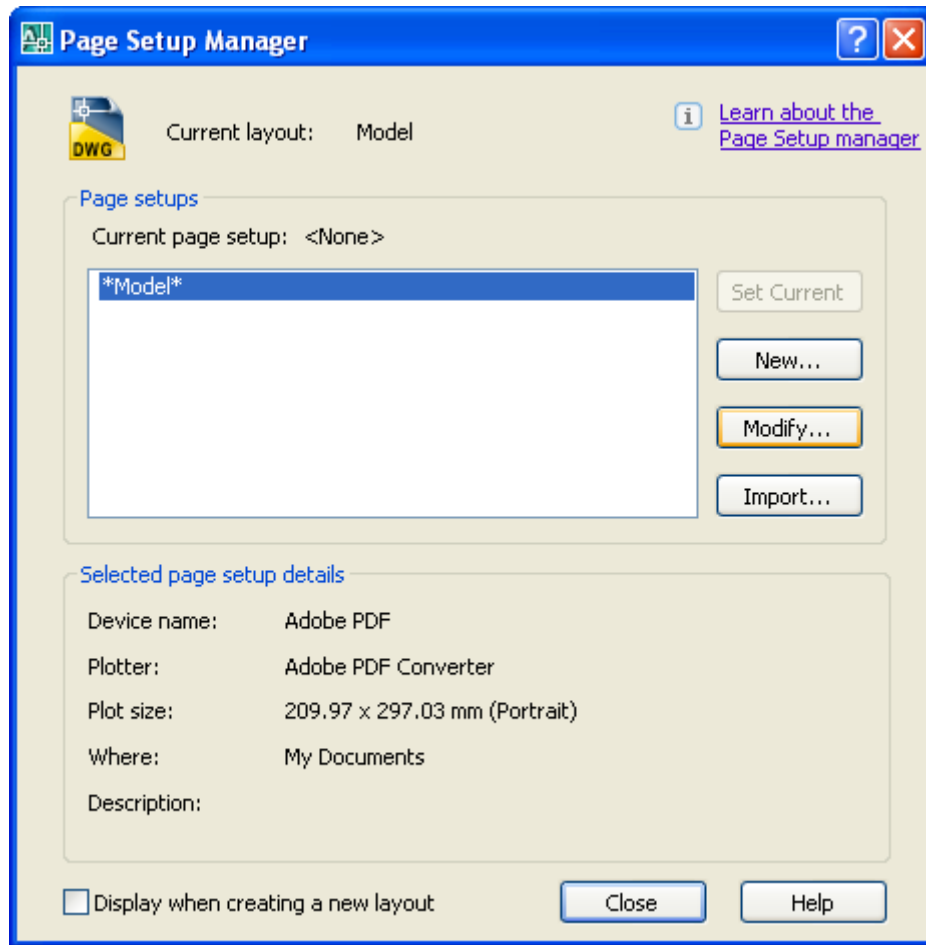 Page Setup Manager
DWG
Current layout: Model
Learn about the
Page Setup manager
Page setups
Current page setup: <None>
*Model*
Set Current
New...
Modify...
Import...
Selected page setup details
Device name: Adobe PDF
Plotter: Adobe PDF Converter
Plot size: 209.97 x 297.03 mm (Portrait)
Where: My Documents
Description:
Display when creating a new layout
Close
Help